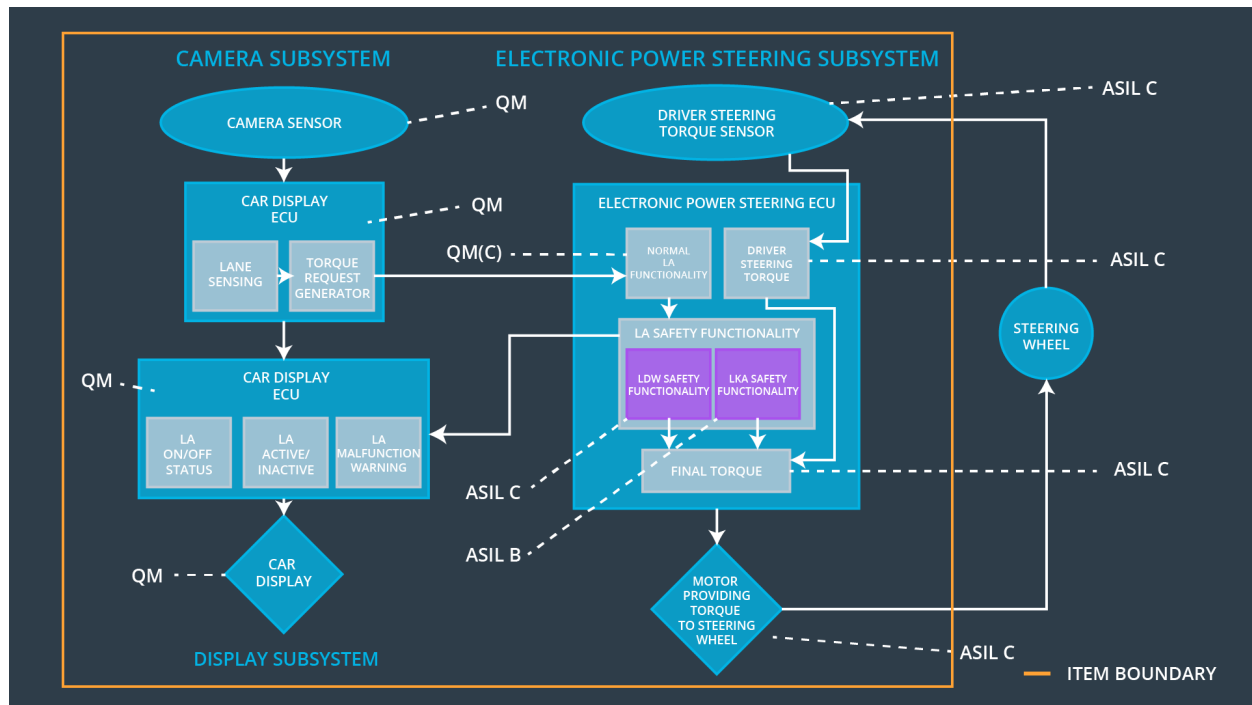 CAMERA SUBSYSTEM
ELECTRONIC POWER STEERING SUBSYSTEM
CAMERA SENSOR
QM
DRIVER STEERING
TORQUE SENSOR
ASIL C
CAR DISPLAY
ECU
QM
LANE
SENSING
TORQUE
REQUEST
GENERATOR
ELECTRONIC POWER STEERING ECU
QM(C)
NORMAL
LA
FUNCTIONALITY
DRIVER
STEERING
TORQUE
ASIL C
LA SAFETY FUNCTIONALITY
LDW SAFETY
FUNCTIONALITY
LKA SAFETY
FUNCTIONALITY
STEERING
WHEEL
QM
CAR DISPLAY
ECU
LA
ON/OFF
STATUS
LA
ACTIVE/
INACTIVE
LA
MALFUNCTION
WARNING
FINAL TORQUE
ASIL C
ASIL C
ASIL B
QM
CAR
DISPLAY
MOTOR
PROVIDING
TORQUE
TO STEERING
WHEEL
ASIL C
DISPLAY SUBSYSTEM
ITEM BOUNDARY